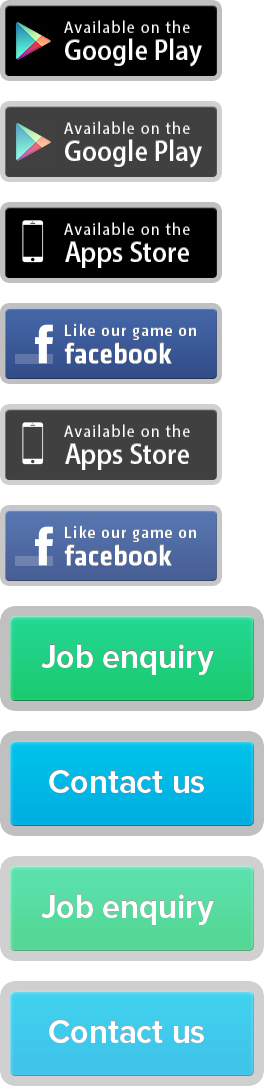 Available on the
Google Play
Available on the
Google Play
Available on the
Apps Store
Like our game on
facebook
Available on the
Apps Store
Like our game on
facebook
Job enquiry
Contact us
Job enquiry
Contact us